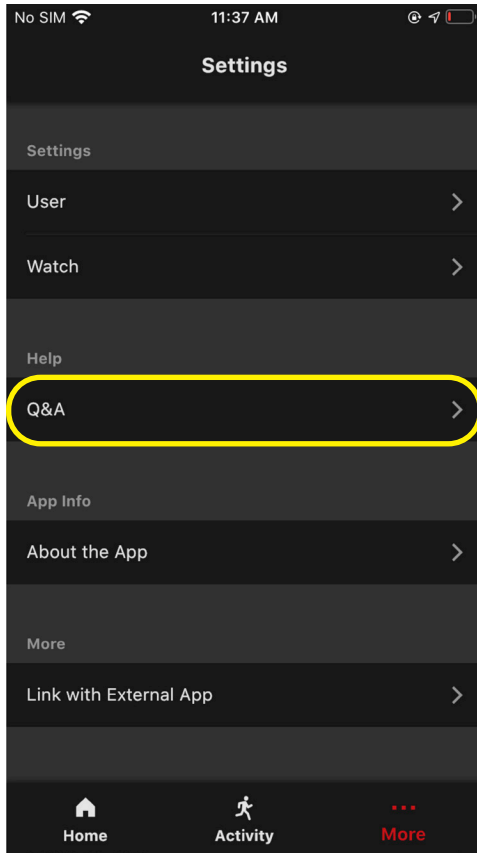 No SIM 11:37 AM
Settings
Settings
User
Watch
Help
Q&A
App Info
About the App
More
Link with External App
Home Activity More